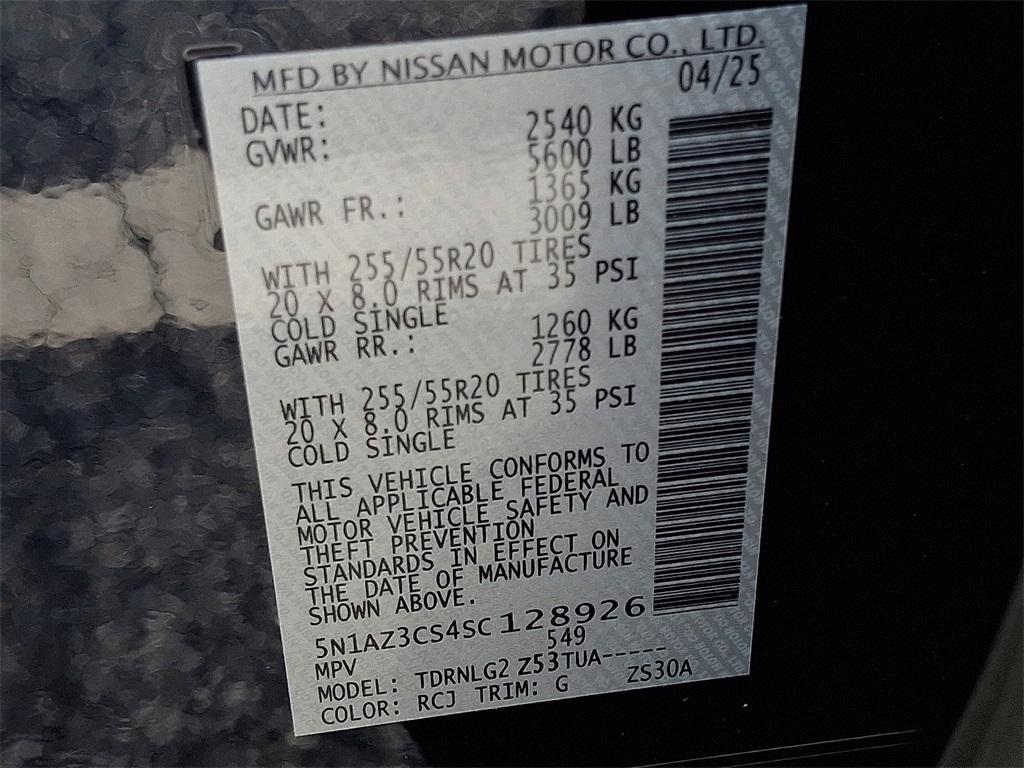 MFD BY NISSAN MOTOR CO., LTD.
DATE: 04/25
GVWR: 2540 KG
5600 LB
GAWR FR.: 1365 KG
3009 LB
WITH 255/55R20 TIRES
20 X 8.0 RIMS AT 35 PSI
COLD SINGLE
GAWR RR.: 1260 KG
2778 LB
WITH 255/55R20 TIRES
20 X 8.0 RIMS AT 35 PSI
COLD SINGLE
THIS VEHICLE CONFORMS TO
ALL APPLICABLE FEDERAL
MOTOR VEHICLE SAFETY AND
THEFT PREVENTION
STANDARDS IN EFFECT ON
THE DATE OF MANUFACTURE
SHOWN ABOVE.
5N1AZ3CS4SC128926
MPV 549
MODEL: TDRNLG2 Z53TUA-----
COLOR: RCJ TRIM: G ZS30A